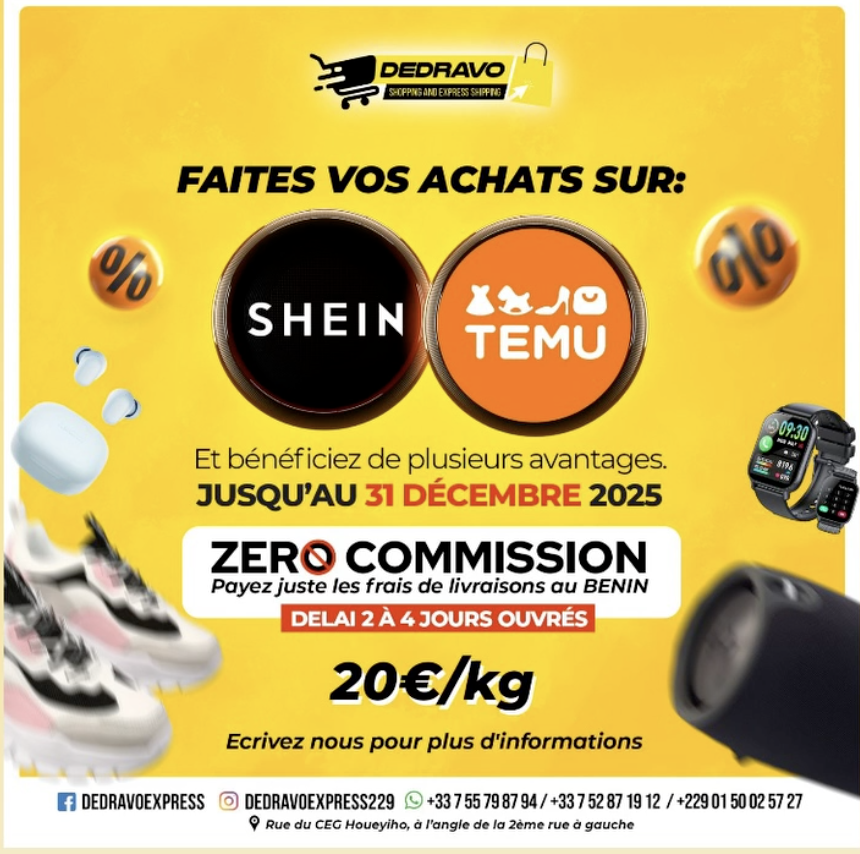 DEDRAVO
SHOPPING AND EXPRESS SHIPPING
FAITES VOS ACHATS SUR:
%
%
SHEIN
TEMU
09:30
8196
Et bénéficiez de plusieurs avantages.
JUSQU'AU 31 DÉCEMBRE 2025
ZERO COMMISSION
Payez juste les frais de livraisons au BENIN
DELAI 2 À 4 JOURS OUVRÉS
20€/kg
Ecrivez nous pour plus d'informations
DEDRAVOEXPRESS DEDRAVOEXPRESS229 +33 7 55 79 87 94 / +33 7 52 87 19 12 / +229 01 50 02 57 27
Rue du CEG Houeyiho, à l'angle de la 2ème rue à gauche